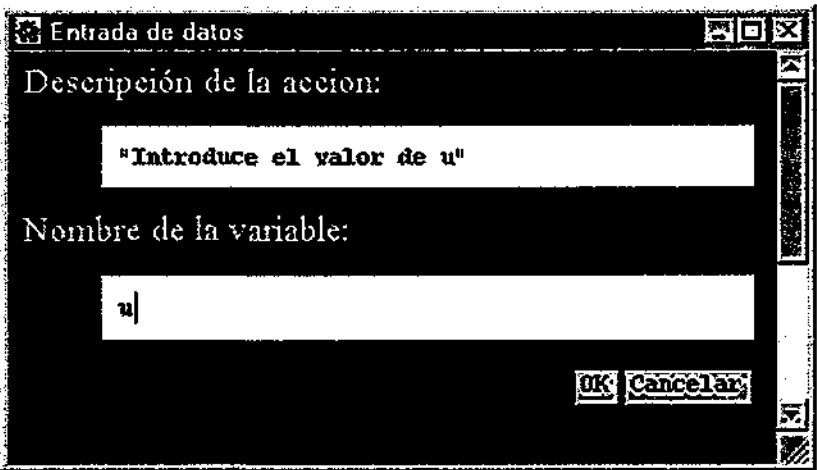 Entrada de datos
Descripción de la accion:
"Introduce el valor de u"
Nombre de la variable:
u
OK Cancelar